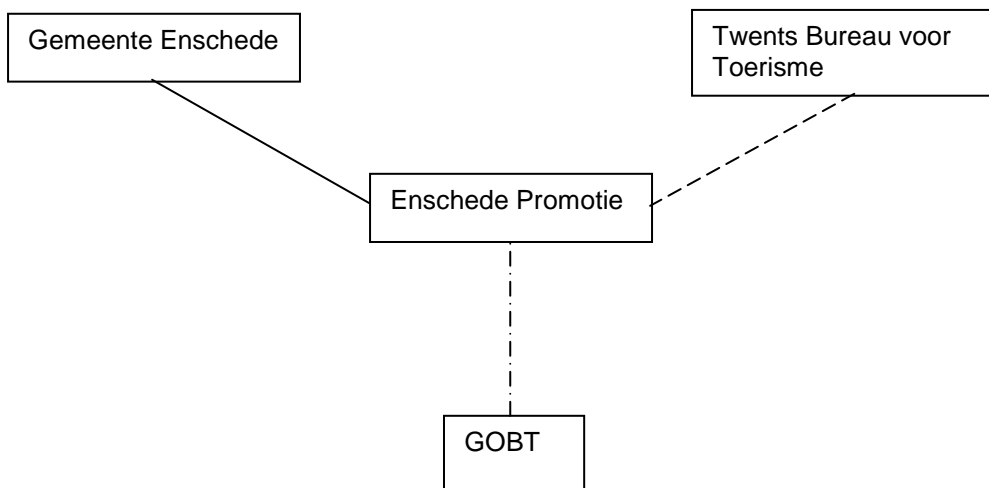 Gemeente Enschede
Twents Bureau voor
Toerisme
Enschede Promotie
GOBT